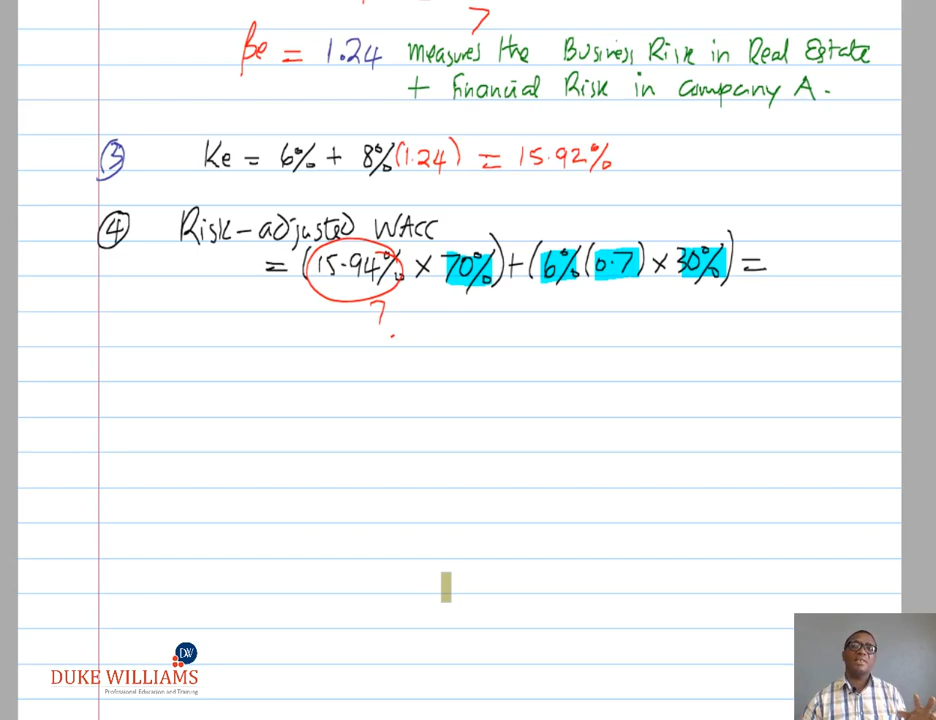 7
βe = 1.24 measures the Business Risk in Real Estate
+ financial Risk in company A.
③ Ke = 6% + 8%(1.24) = 15.92%
④ Risk-adjusted WACC
= (15.94% × 70%) + (6%(0.7) × 30%) =
?
DW
DUKE WILLIAMS
Professional Education and Training